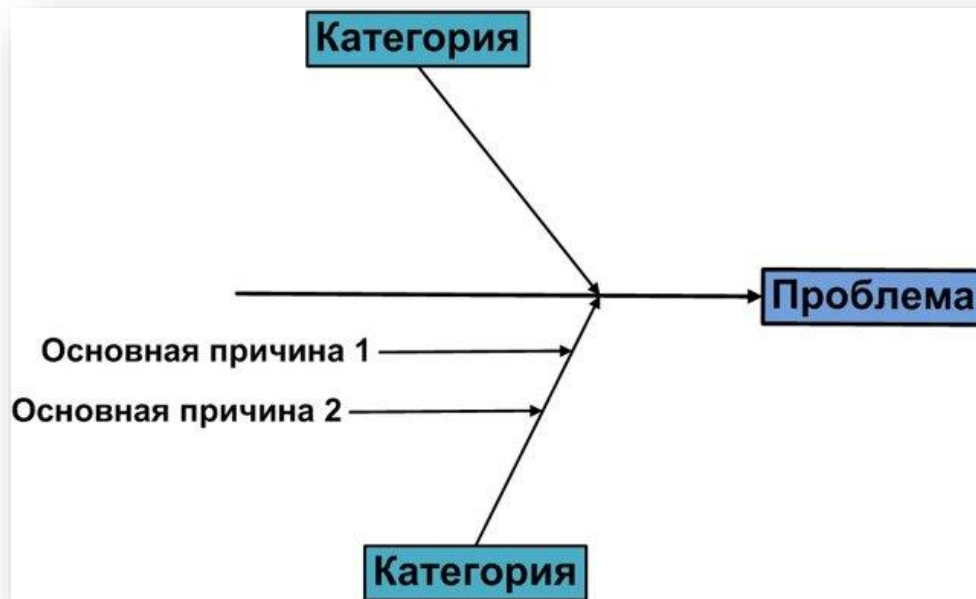 Категория
Проблема
Основная причина 1
Основная причина 2
Категория